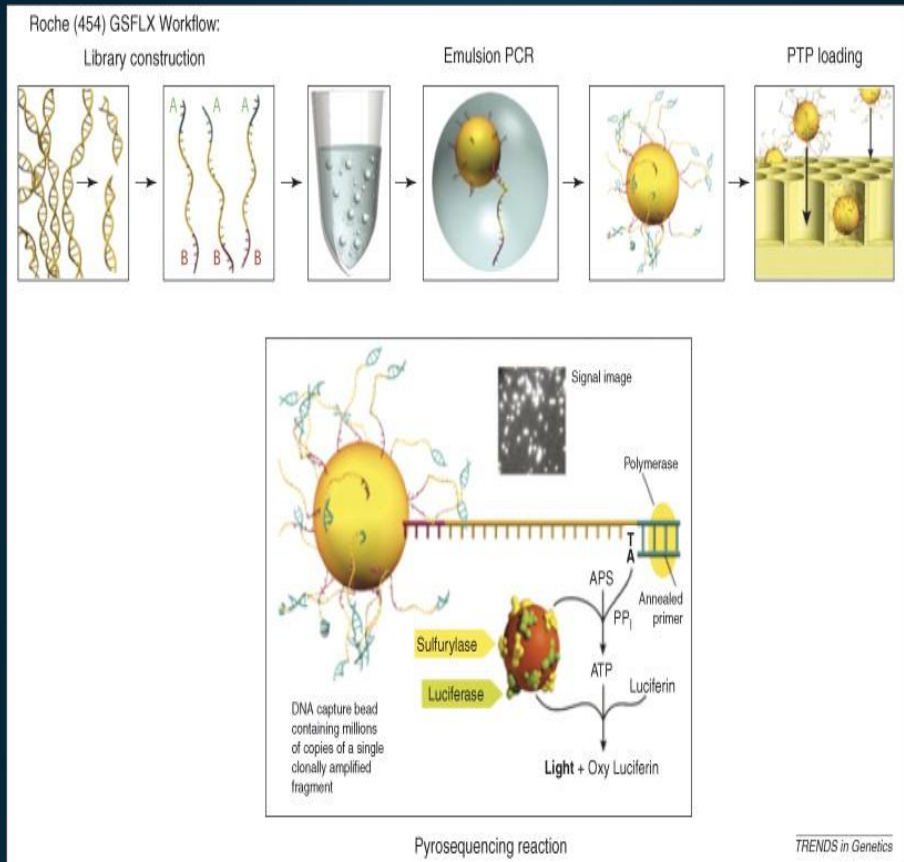 Roche (454) GSFLX Workflow:
Library construction
Emulsion PCR
PTP loading
A
A
A
B
B
B
Signal image
Polymerase
T
A
APS
PPI
Annealed
primer
Sulfurylase
Luciferase
ATP
Luciferin
DNA capture bead
containing millions
of copies of a single
clonally amplified
fragment
Light + Oxy Luciferin
Pyrosequencing reaction
TRENDS in Genetics